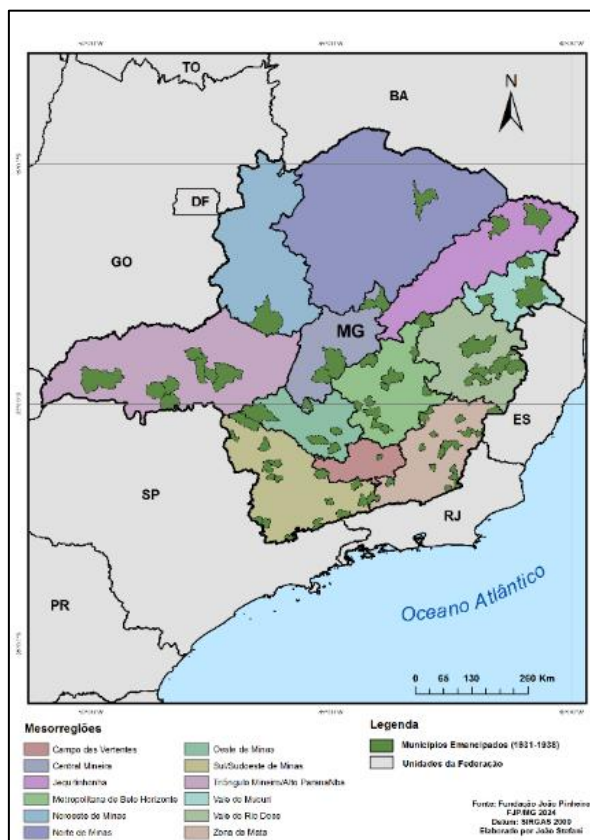 TO
BA
N
DF
GO
MG
ES
SP
RJ
PR
Oceano Atlântico
0 65 130 260 Km
Mesorregiões
Campo das Vertentes
Central Mineira
Jequitinhonha
Metropolitana de Belo Horizonte
Noroeste de Minas
Norte de Minas
Oeste de Minas
Sul/Sudoeste de Minas
Triângulo Mineiro/Alto Paranaíba
Vale do Mucuri
Vale do Rio Doce
Zona da Mata
Legenda
Municípios Emancipados (1931-1938)
Unidades da Federação
Fonte: Fundação João Pinheiro
FJP/MG 2024
Datum: SIRGAS 2000
Elaborado por João Stefani